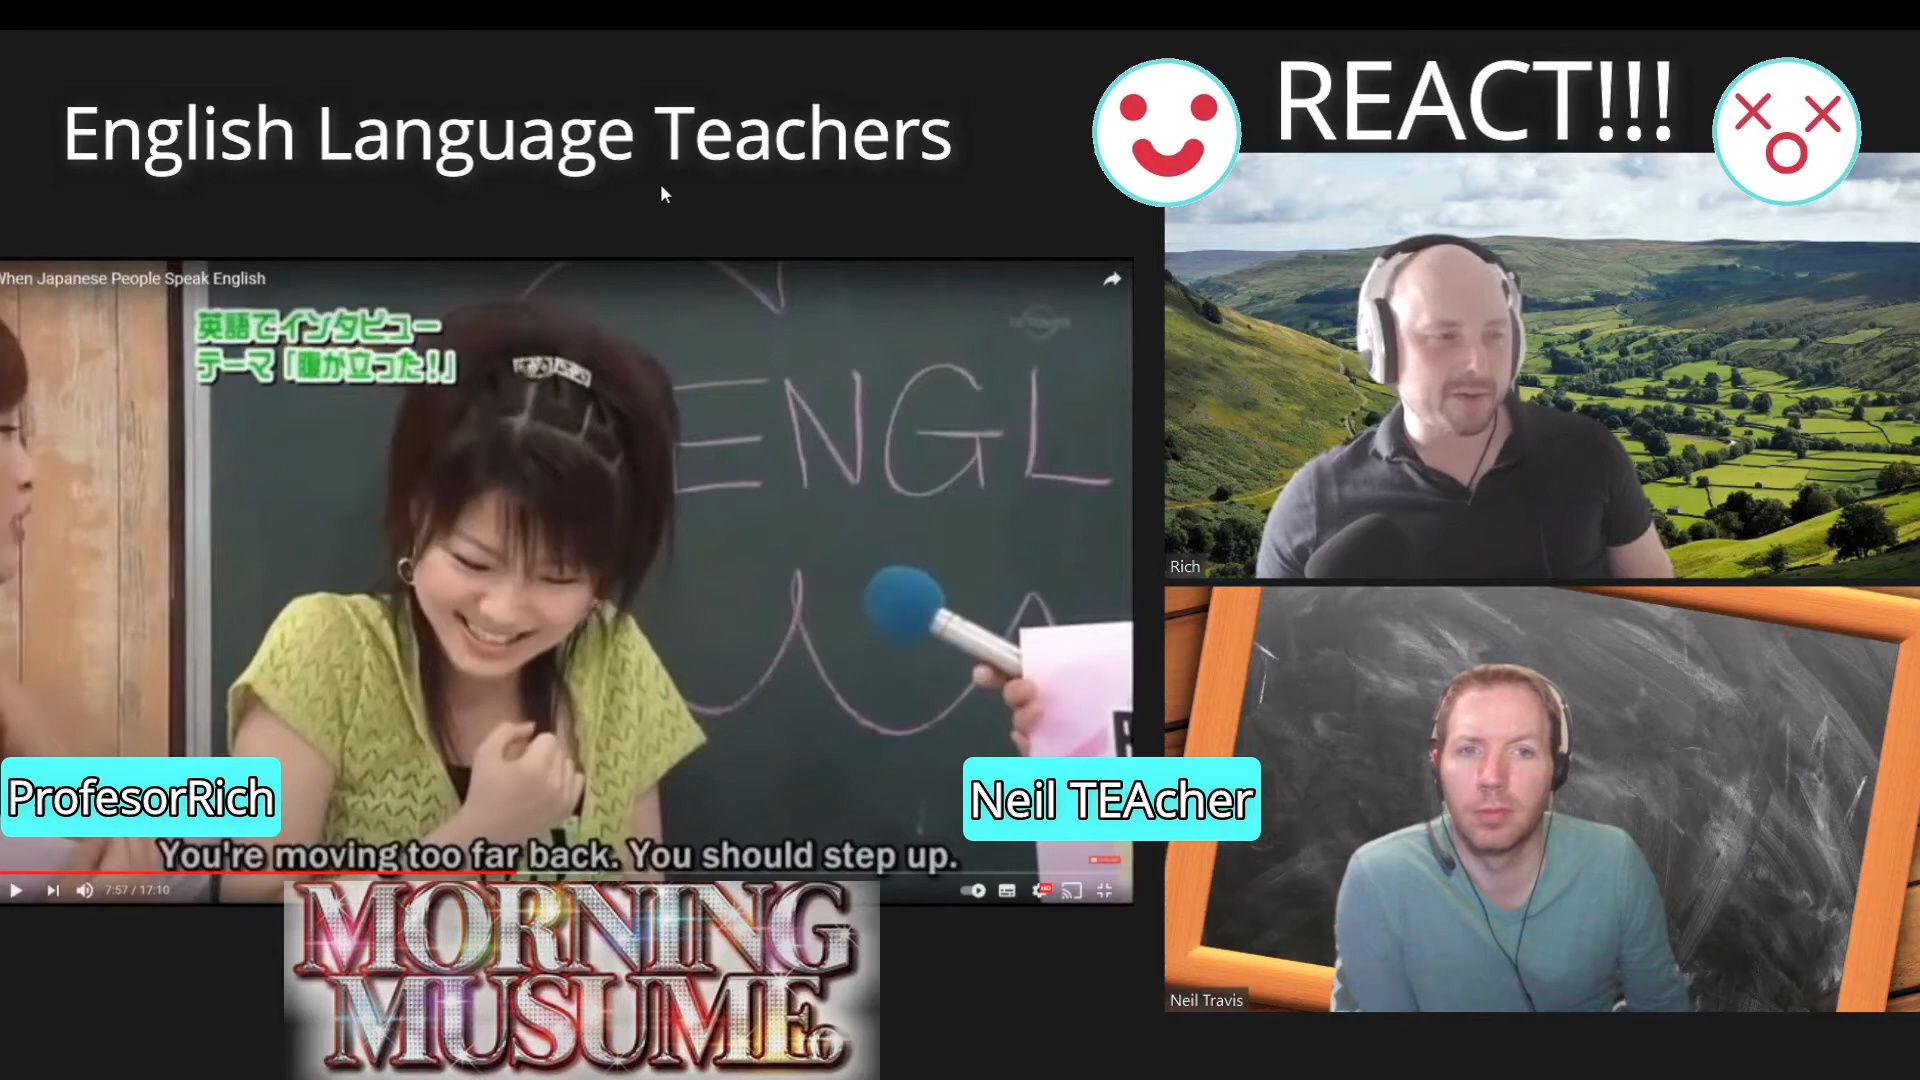 English Language Teachers
REACT!!!
When Japanese People Speak English
英語でインタビュー
テーマ「腹が立った!」
ENGL
Rich
ProfesorRich
Neil TEAcher
You're moving too far back. You should step up.
7:57 / 17:10
HD
MORNING
MUSUME.
Neil Travis